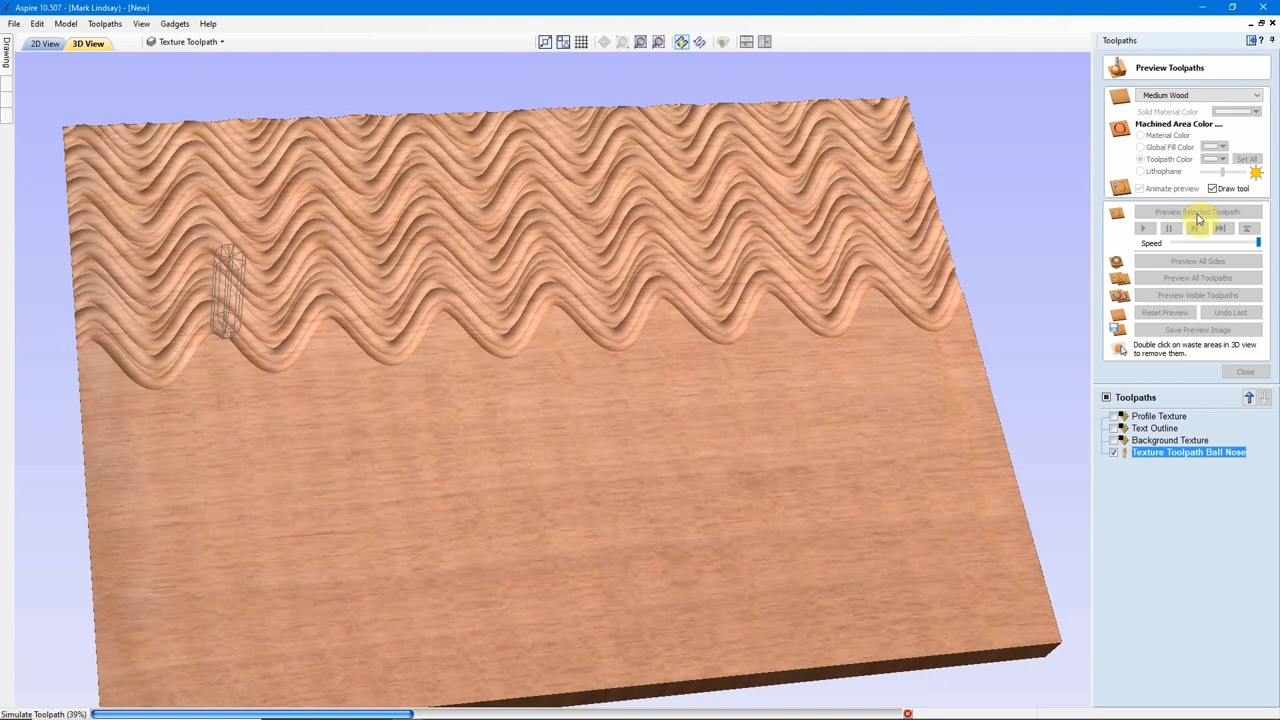 Aspire 10.507 - {Mark Lindsay} - [New]
File Edit Model Toolpaths View Gadgets Help
2D View 3D View Texture Toolpath
Drawing
Toolpaths
Preview Toolpaths
Medium Wood
Solid Material Color
Machined Area Color ....
Material Color
Global Fill Color
Toolpath Color Set All
Lithophane
Animate preview Draw tool
Preview Selected Toolpath
Speed
Preview All Sides
Preview All Toolpaths
Preview Visible Toolpaths
Reset Preview Undo Last
Save Preview Image
Double click on waste areas in 3D view
to remove them.
Close
Toolpaths
Profile Texture
Text Outline
Background Texture
Texture Toolpath Ball Nose
Simulate Toolpath (39%)